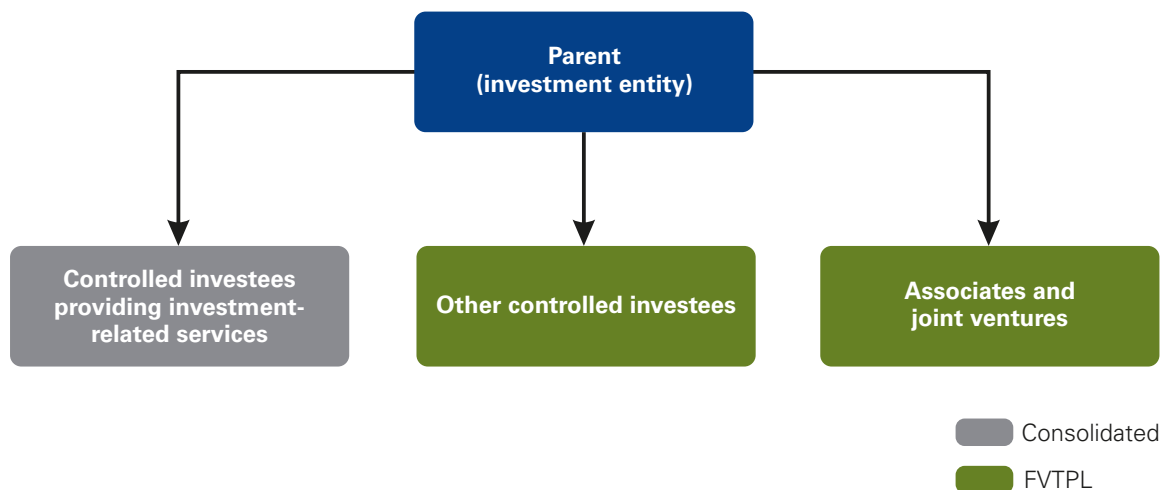 Parent
(investment entity)
Controlled investees
providing investment-
related services
Other controlled investees
Associates and
joint ventures
Consolidated
FVTPL